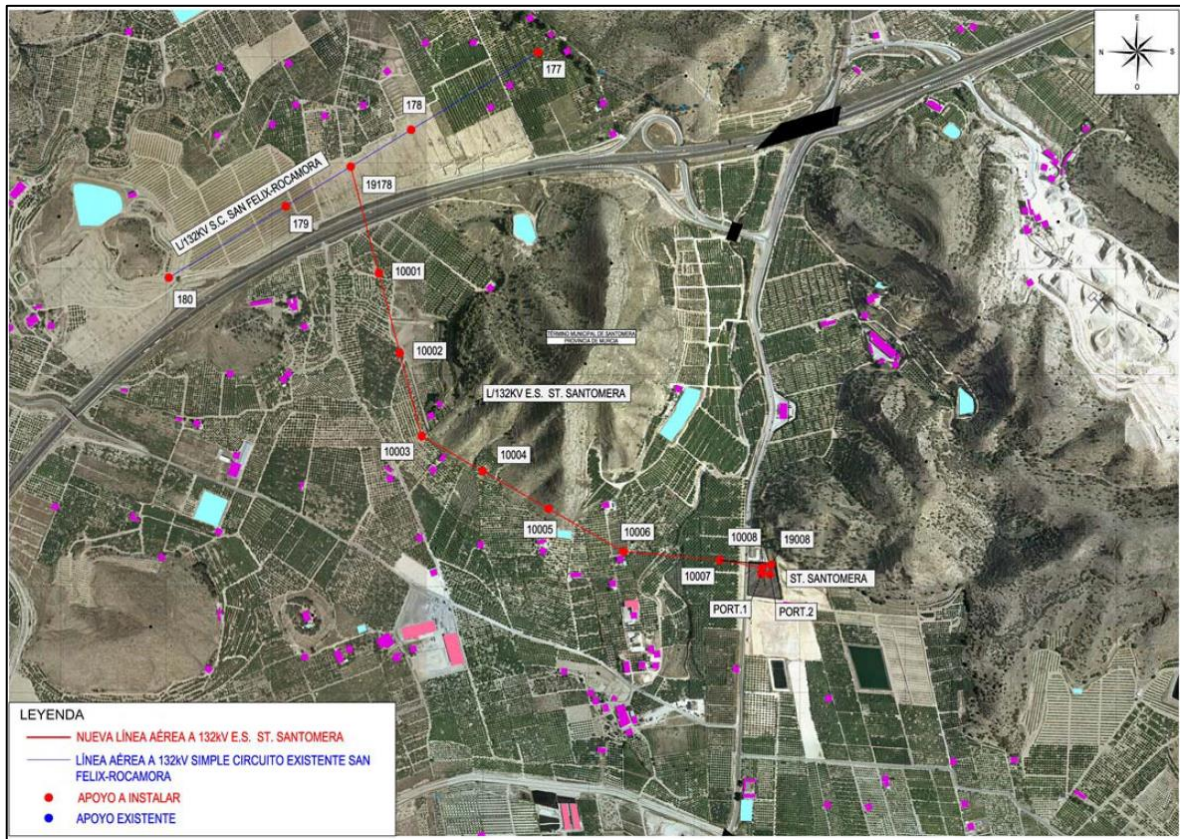 E
N
S
O
177
178
19178
L/132KV S.C. SAN FELIX-ROCAMORA
179
180
10001
10002
TÉRMINO MUNICIPAL DE SANTOMERA
PROVINCIA DE MURCIA
L/132KV E.S. ST. SANTOMERA
10003
10004
10005
10006
10007
10008
19008
ST. SANTOMERA
PORT.1
PORT.2
LEYENDA
NUEVA LÍNEA AÉREA A 132kV E.S. ST. SANTOMERA
LÍNEA AÉREA A 132kV SIMPLE CIRCUITO EXISTENTE SAN
FELIX-ROCAMORA
APOYO A INSTALAR
APOYO EXISTENTE